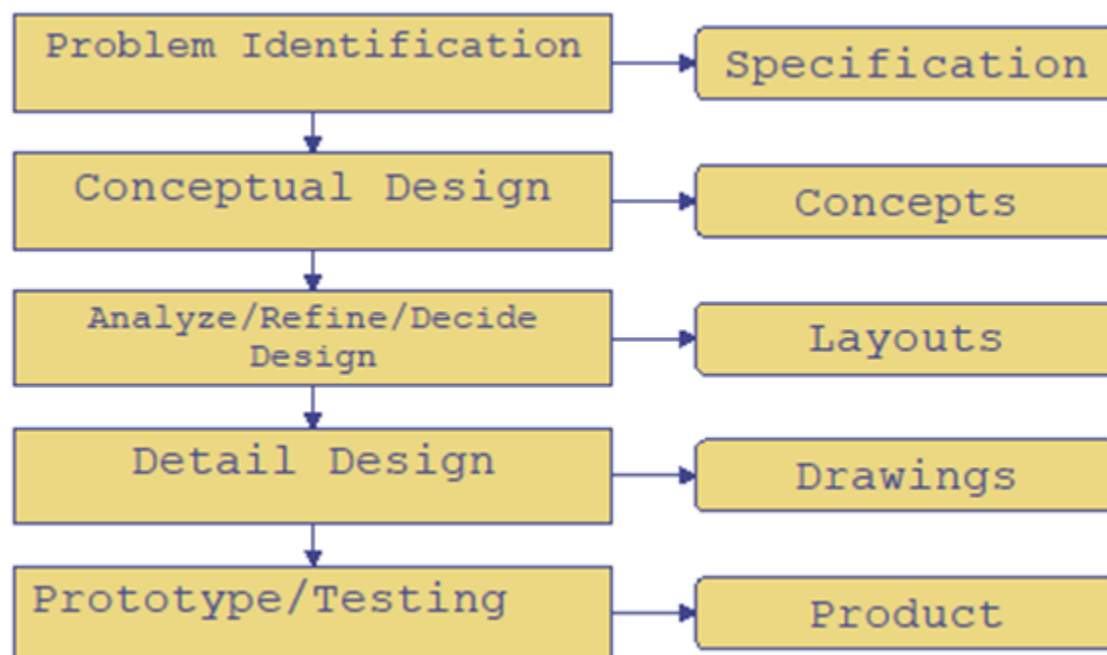 Problem Identification
Specification
Conceptual Design
Concepts
Analyze/Refine/Decide
Design
Layouts
Detail Design
Drawings
Prototype/Testing
Product